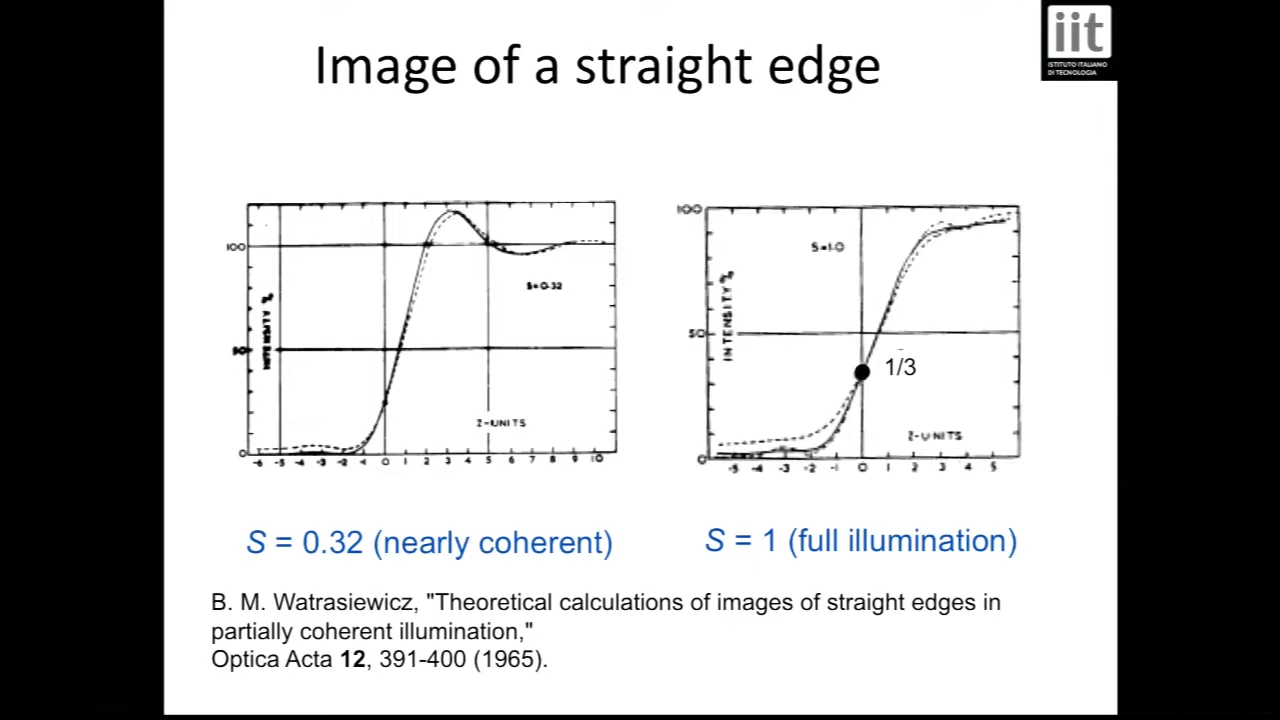 Image of a straight edge
iit
ISTITUTO ITALIANO
DI TECNOLOGIA
100
50
0
INTENSITY %
S=0·32
Z-UNITS
-6 -5 -4 -3 -2 -1 0 1 2 3 4 5 6 7 8 9 10
100
50
0
INTENSITY %
S=1·0
1/3
Z-UNITS
-5 -4 -3 -2 -1 0 1 2 3 4 5
S = 0.32 (nearly coherent)
S = 1 (full illumination)
B. M. Watrasiewicz, "Theoretical calculations of images of straight edges in
partially coherent illumination,"
Optica Acta 12, 391-400 (1965).